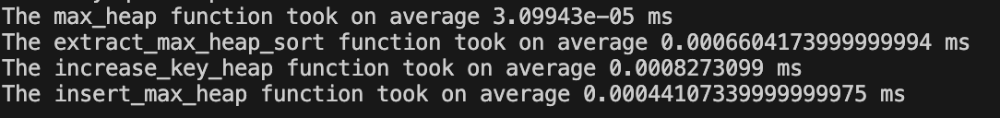 The max_heap function took on average 3.09943e-05 ms
The extract_max_heap_sort function took on average 0.0006604173999999994 ms
The increase_key_heap function took on average 0.0008273099 ms
The insert_max_heap function took on average 0.00044107339999999975 ms